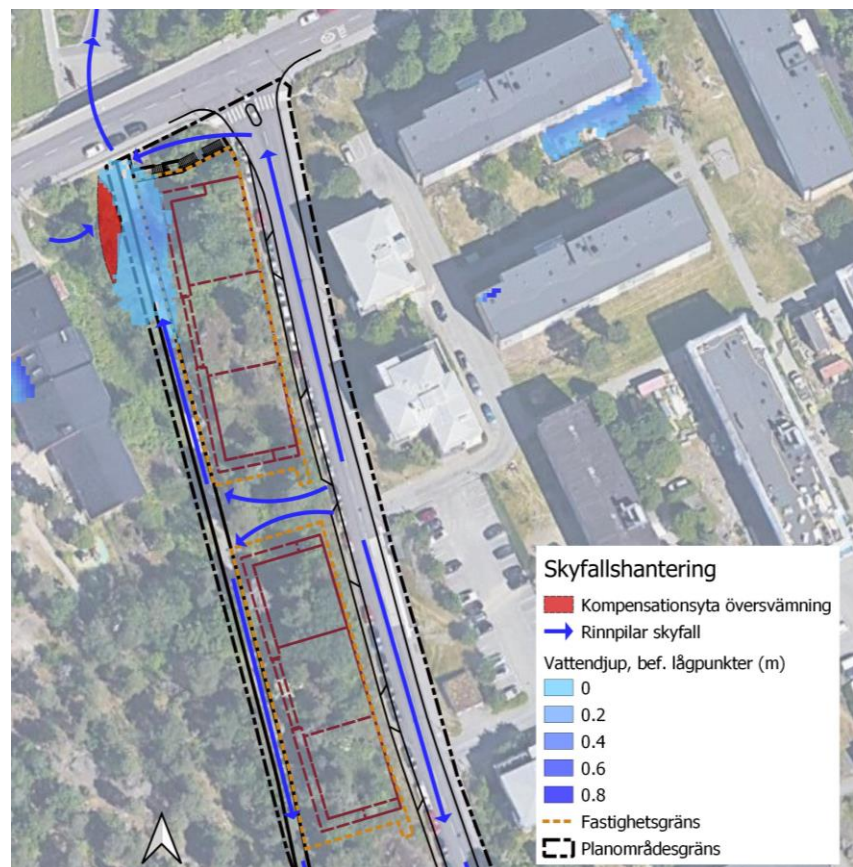 Skyfallshantering
Kompensationsyta översvämning
Rinnpilar skyfall
Vattendjup, bef. lågpunkter (m)
0
0.2
0.4
0.6
0.8
Fastighetsgräns
Planområdesgräns